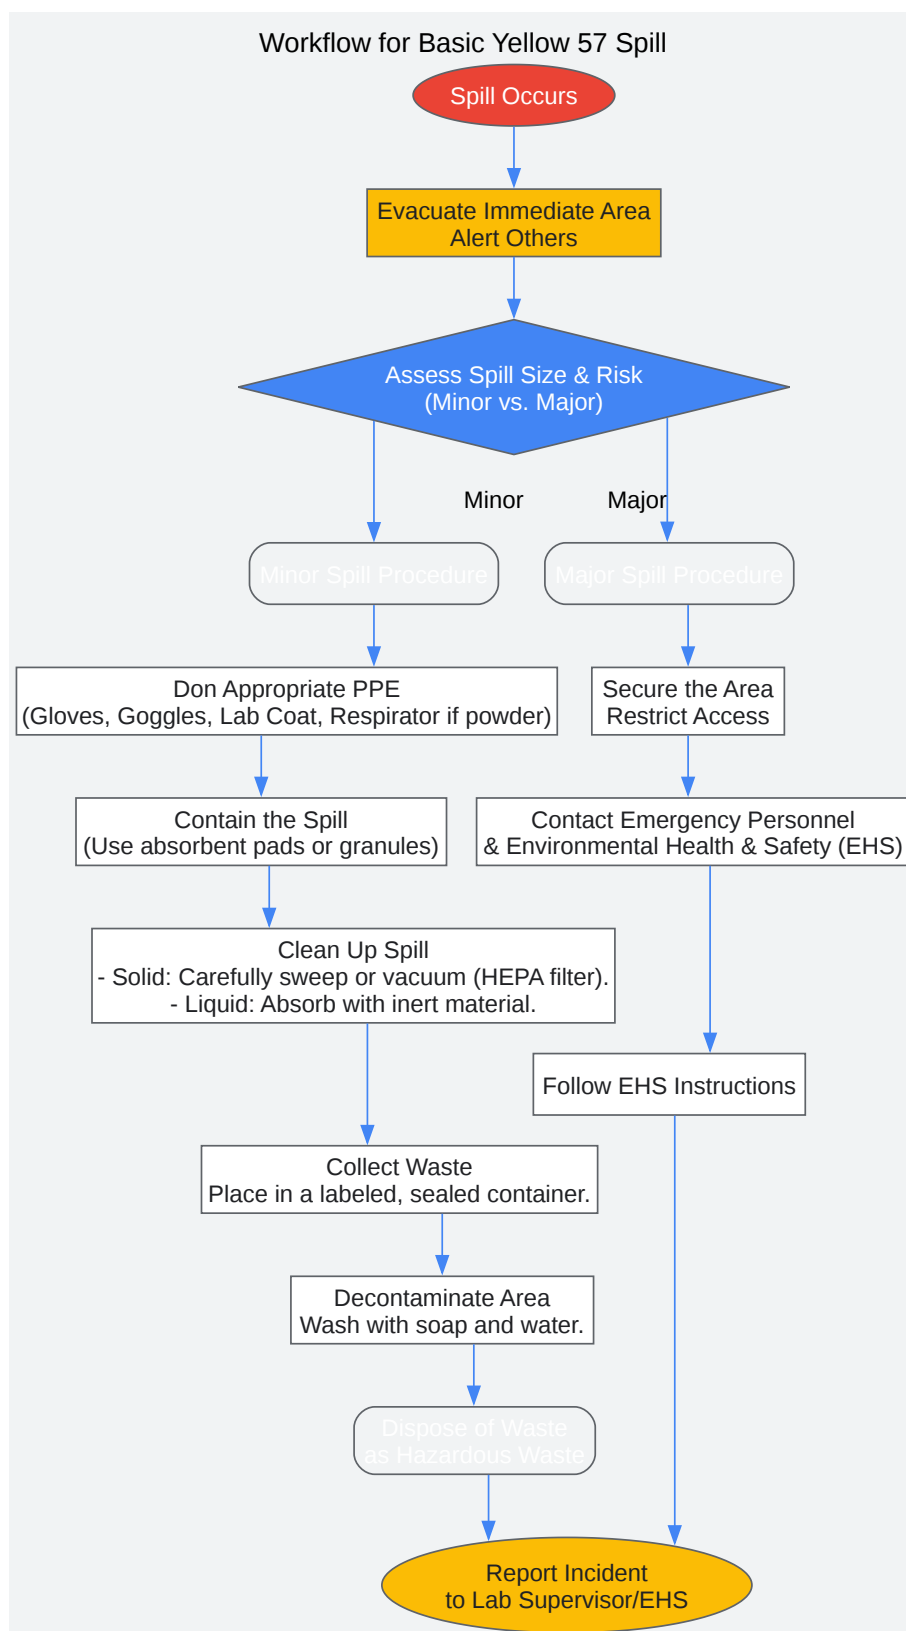 Workflow for Basic Yellow 57 Spill
Spill Occurs
Evacuate Immediate Area
Alert Others
Assess Spill Size & Risk
(Minor vs. Major)
Minor
Major
Minor Spill Procedure
Major Spill Procedure
Don Appropriate PPE
(Gloves, Goggles, Lab Coat, Respirator if powder)
Secure the Area
Restrict Access
Contain the Spill
(Use absorbent pads or granules)
Contact Emergency Personnel
& Environmental Health & Safety (EHS)
Clean Up Spill
- Solid: Carefully sweep or vacuum (HEPA filter).
- Liquid: Absorb with inert material.
Follow EHS Instructions
Collect Waste
Place in a labeled, sealed container.
Decontaminate Area
Wash with soap and water.
Dispose of Waste
as Hazardous Waste
Report Incident
to Lab Supervisor/EHS